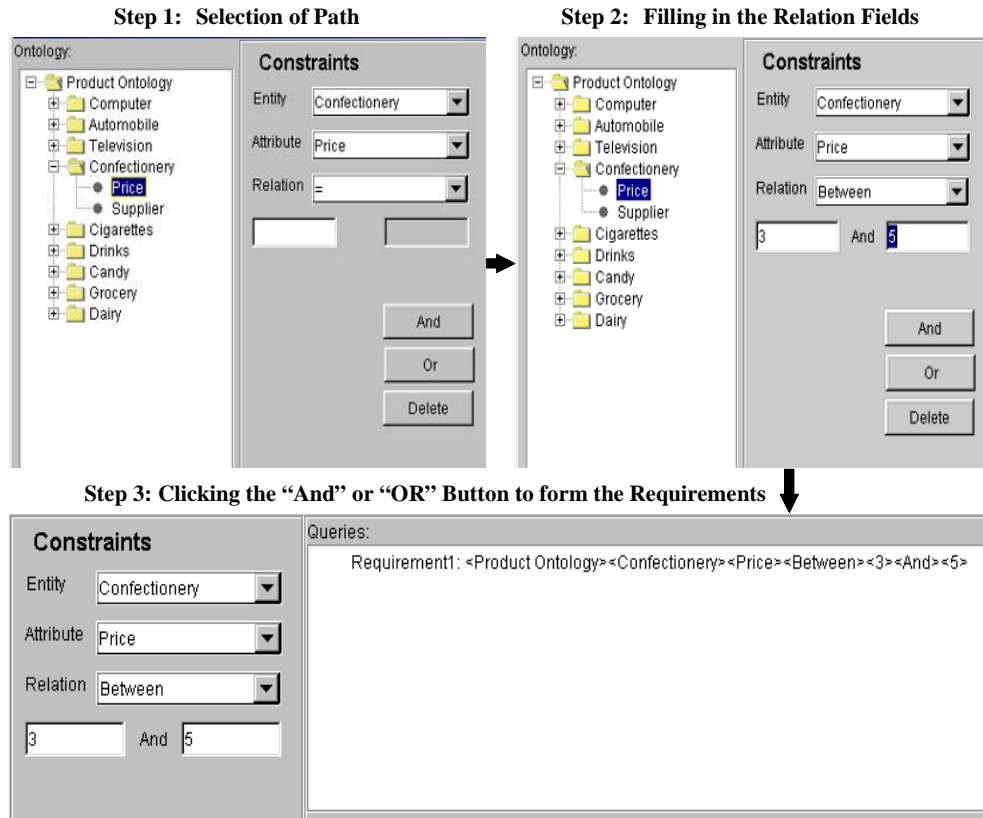 Step 1: Selection of Path
Ontology:
Product Ontology
Computer
Automobile
Television
Confectionery
Price
Supplier
Cigarettes
Drinks
Candy
Grocery
Dairy
Constraints
Entity Confectionery
Attribute Price
Relation =
And
Or
Delete
Step 2: Filling in the Relation Fields
Ontology:
Product Ontology
Computer
Automobile
Television
Confectionery
Price
Supplier
Cigarettes
Drinks
Candy
Grocery
Dairy
Constraints
Entity Confectionery
Attribute Price
Relation Between
3 And 5
And
Or
Delete
Step 3: Clicking the “And” or “OR” Button to form the Requirements
Constraints
Entity Confectionery
Attribute Price
Relation Between
3 And 5
Queries:
Requirement1: <Product Ontology><Confectionery><Price><Between><3><And><5>